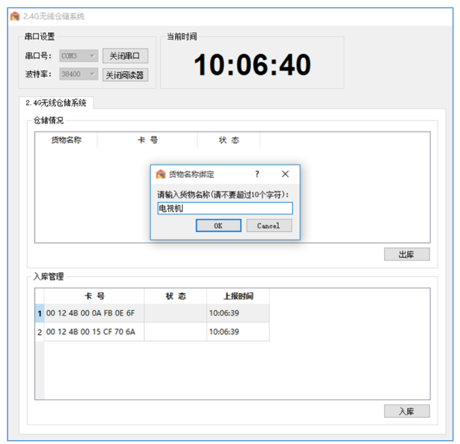 2.4G无线仓储系统
串口设置
当前时间
串口号: COM3 关闭串口
波特率: 38400 关闭阅读器
10:06:40
2.4G无线仓储系统
仓储情况
货物名称 卡 号 状 态
货物名称绑定 ?
请输入货物名称(请不要超过10个字符):
电视机
OK Cancel
出库
入库管理
卡 号 状 态 上报时间
1 00 12 4B 00 0A FB 0E 6F 10:06:39
2 00 12 4B 00 15 CF 70 6A 10:06:39
入库